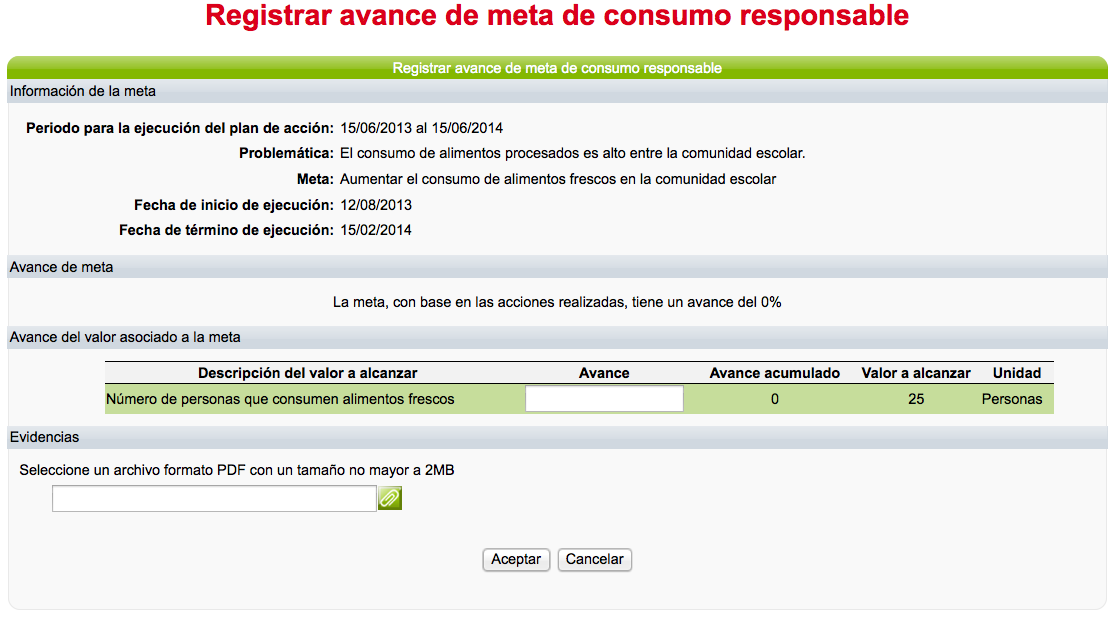 Registrar avance de meta de consumo responsable
Registrar avance de meta de consumo responsable
Información de la meta
Periodo para la ejecución del plan de acción: 15/06/2013 al 15/06/2014
Problemática: El consumo de alimentos procesados es alto entre la comunidad escolar.
Meta: Aumentar el consumo de alimentos frescos en la comunidad escolar
Fecha de inicio de ejecución: 12/08/2013
Fecha de término de ejecución: 15/02/2014
Avance de meta
La meta, con base en las acciones realizadas, tiene un avance del 0%
Avance del valor asociado a la meta
Descripción del valor a alcanzar Avance Avance acumulado Valor a alcanzar Unidad
Número de personas que consumen alimentos frescos 0 25 Personas
Evidencias
Seleccione un archivo formato PDF con un tamaño no mayor a 2MB
Aceptar Cancelar